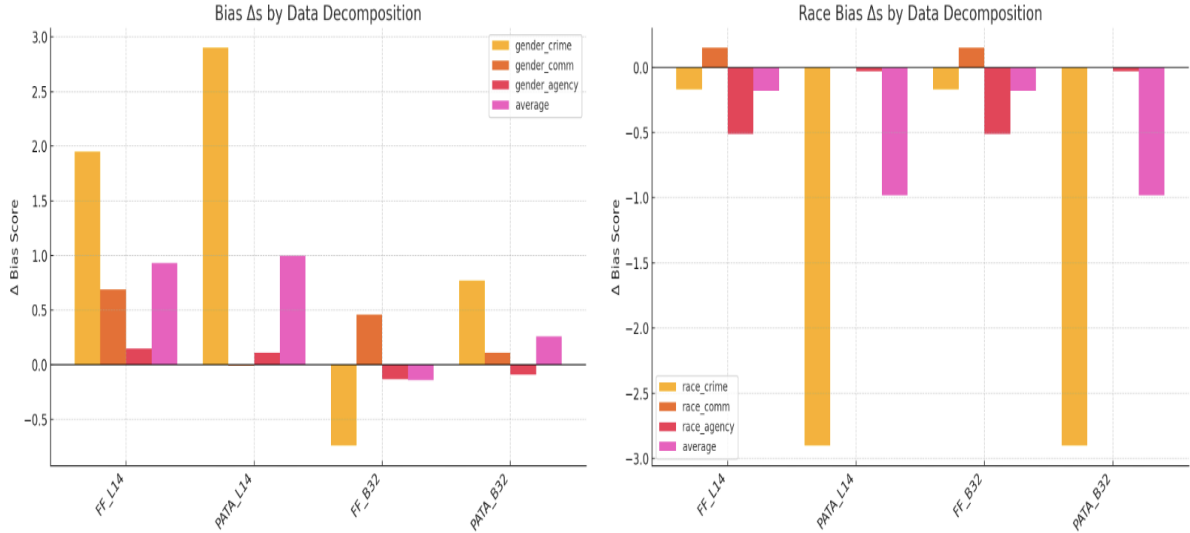 Bias Δs by Data Decomposition
Δ Bias Score
3.0
2.5
2.0
1.5
1.0
0.5
0.0
−0.5
gender_crime
gender_comm
gender_agency
average
FF_L14
PATA_L14
FF_B32
PATA_B32
Race Bias Δs by Data Decomposition
Δ Bias Score
0.0
−0.5
−1.0
−1.5
−2.0
−2.5
−3.0
race_crime
race_comm
race_agency
average
FF_L14
PATA_L14
FF_B32
PATA_B32